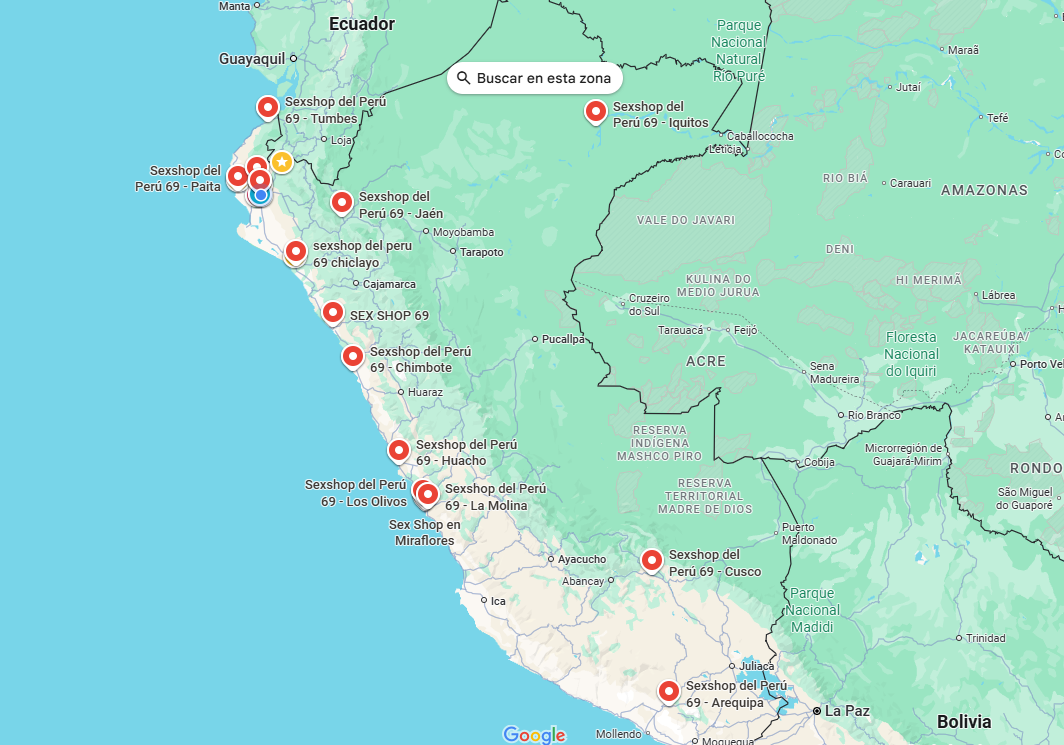 Manta
Ecuador
Guayaquil
Parque
Nacional
Natural
Río Puré
Maraã
Buscar en esta zona
Jutaí
Sexshop del Perú
69 - Tumbes
Sexshop del
Perú 69 - Iquitos
Tefé
Loja
Caballococha
Leticia
Sexshop del
Perú 69 - Paita
RIO BIÁ
Carauari
AMAZONAS
Sexshop del
Perú 69 - Jaén
VALE DO JAVARI
Moyobamba
Tarapoto
sexshop del peru
69 chiclayo
DENI
Cajamarca
KULINA DO
MEDIO JURUA
HI MERIMÃ
Lábrea
Cruzeiro
do Sul
SEX SHOP 69
Tarauacá
Feijó
Pucallpa
Floresta
Nacional
do Iquiri
JACAREÚBA/
KATAUIXI
Sexshop del Perú
69 - Chimbote
ACRE
Sena
Madureira
Porto Vel
Huaraz
Rio Branco
RESERVA
INDÍGENA
MASHCO PIRO
Sexshop del Perú
69 - Huacho
Microrregión de
Guajará-Mirim
Cobija
RONDO
Sexshop del Perú
69 - Los Olivos
Sexshop del Perú
69 - La Molina
RESERVA
TERRITORIAL
MADRE DE DIOS
São Miguel
do Guaporé
Sex Shop en
Miraflores
Puerto
Maldonado
Ayacucho
Sexshop del
Perú 69 - Cusco
Abancay
Ica
Parque
Nacional
Madidi
Trinidad
Juliaca
Sexshop del Perú
69 - Arequipa
La Paz
Bolivia
Google
Mollendo
Moquegua